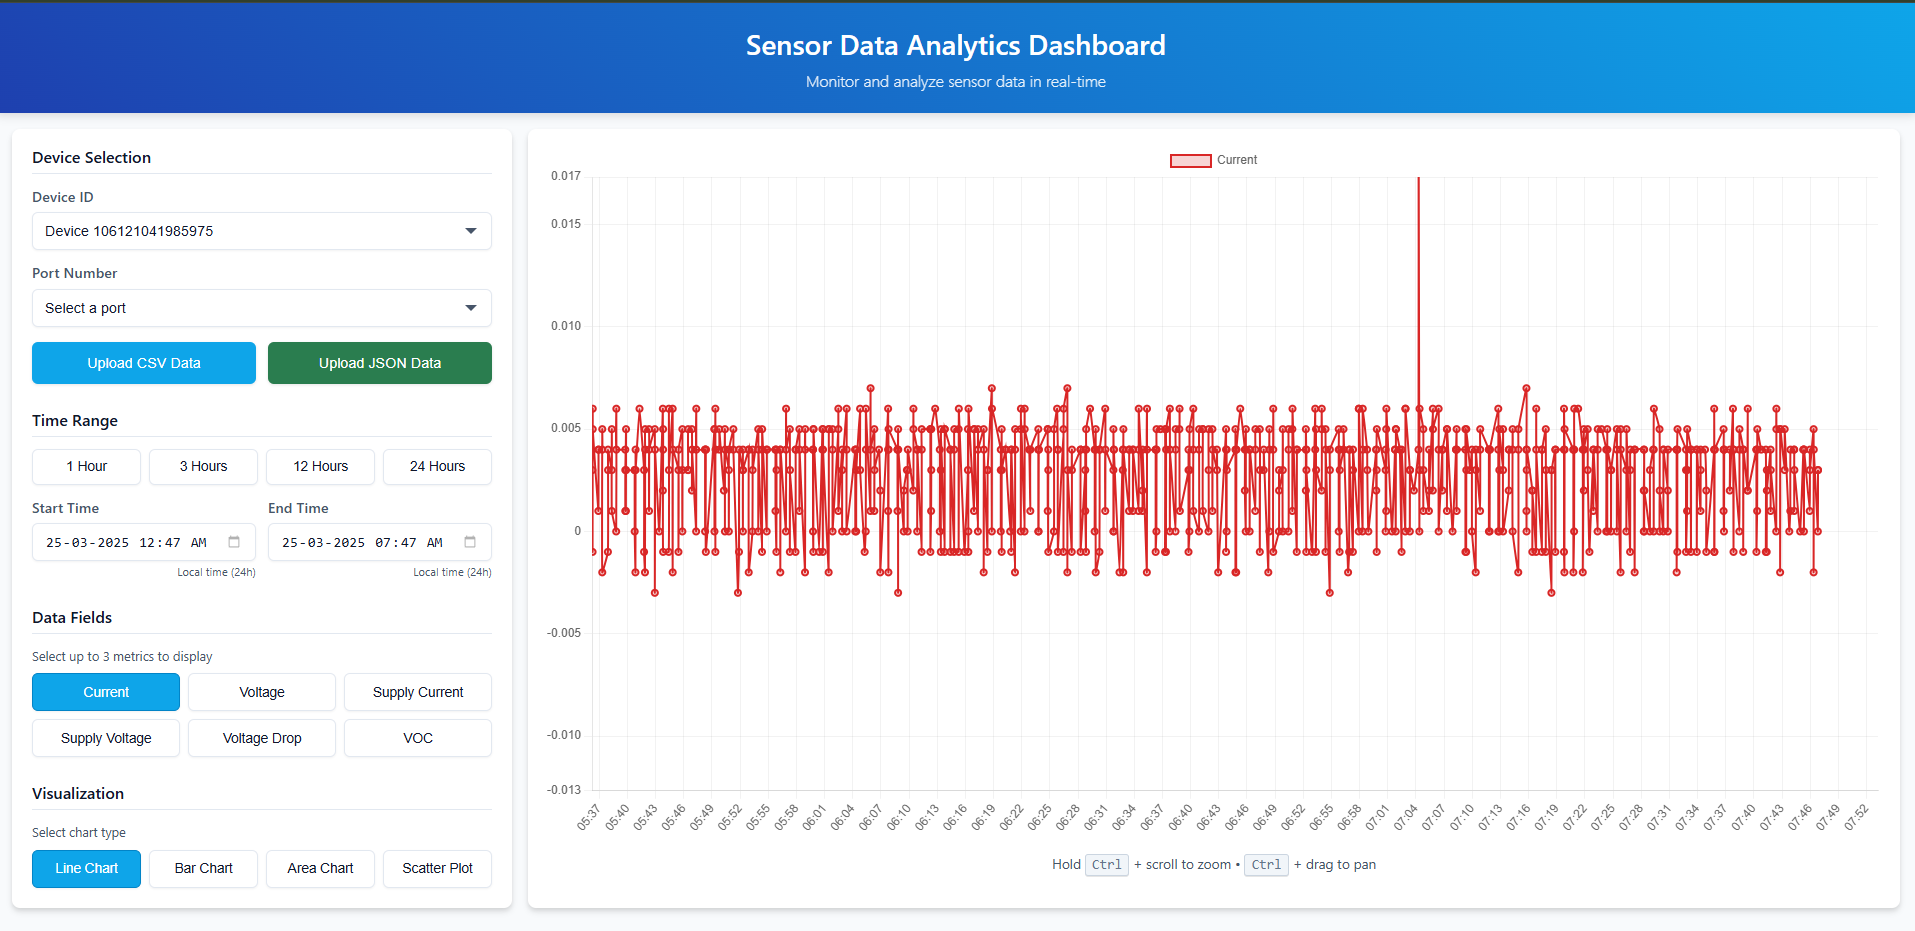 Sensor Data Analytics Dashboard
Monitor and analyze sensor data in real-time
Device Selection
Device ID
Device 106121041985975
Port Number
Select a port
Upload CSV Data
Upload JSON Data
Time Range
1 Hour
3 Hours
12 Hours
24 Hours
Start Time
End Time
25-03-2025 12:47 AM
25-03-2025 07:47 AM
Local time (24h)
Local time (24h)
Data Fields
Select up to 3 metrics to display
Current
Voltage
Supply Current
Supply Voltage
Voltage Drop
VOC
Visualization
Select chart type
Line Chart
Bar Chart
Area Chart
Scatter Plot
Current
0.017
0.015
0.010
0.005
0
-0.005
-0.010
-0.013
05:37
05:40
05:43
05:46
05:49
05:52
05:55
05:58
06:01
06:04
06:07
06:10
06:13
06:16
06:19
06:22
06:25
06:28
06:31
06:34
06:37
06:40
06:43
06:46
06:49
06:52
06:55
06:58
07:01
07:04
07:07
07:10
07:13
07:16
07:19
07:22
07:25
07:28
07:31
07:34
07:37
07:40
07:43
07:46
07:49
07:52
Hold Ctrl + scroll to zoom • Ctrl + drag to pan